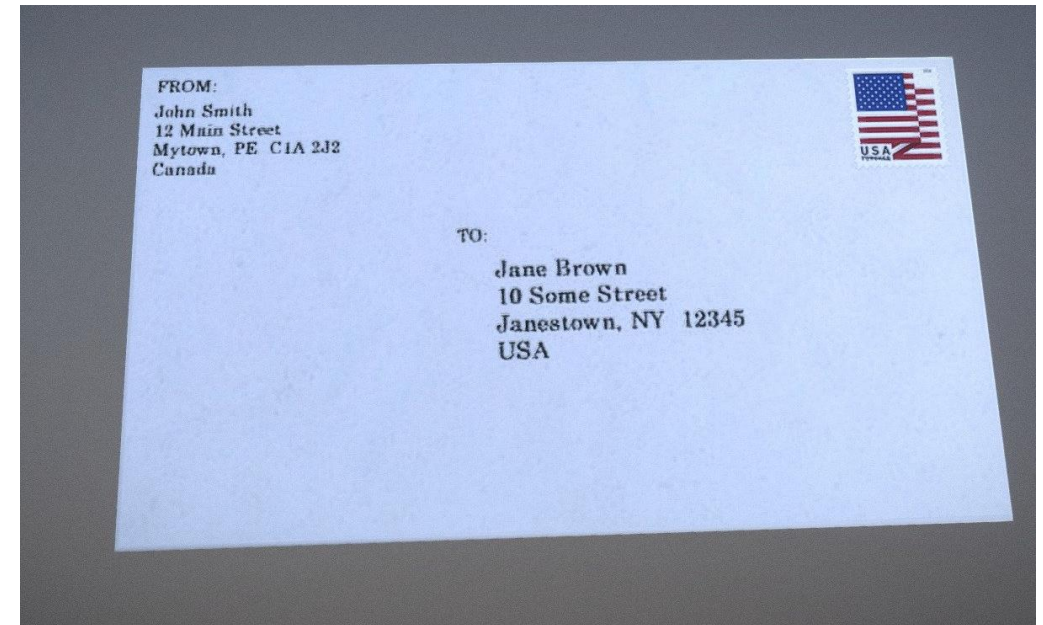 FROM:
John Smith
12 Main Street
Mytown, PE C1A 2J2
Canada
USA
FOREVER
TO:
Jane Brown
10 Some Street
Janestown, NY 12345
USA